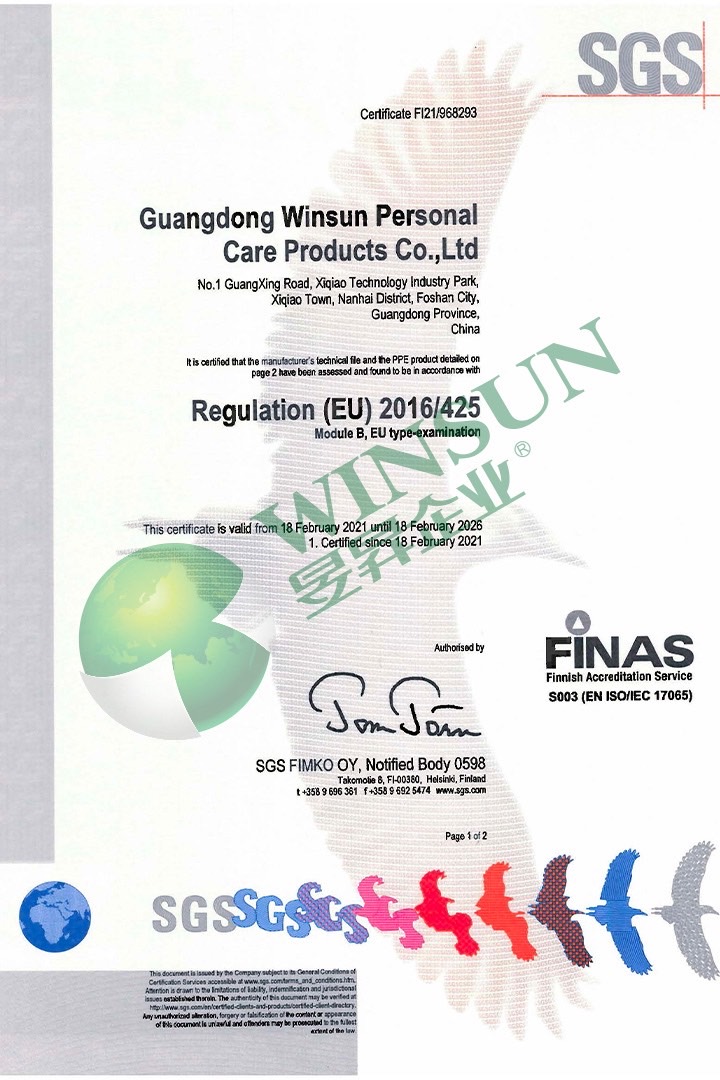 SGS
Certificate FI21/968293
Guangdong Winsun Personal
Care Products Co.,Ltd
No.1 GuangXing Road, Xiqiao Technology Industry Park,
Xiqiao Town, Nanhai District, Foshan City,
Guangdong Province,
China
It is certified that the manufacturer's technical file and the PPE product detailed on
page 2 have been assessed and found to be in accordance with
Regulation (EU) 2016/425
Module B, EU type-examination
WINSUN
昱升企业®
This certificate is valid from 18 February 2021 until 18 February 2026
1. Certified since 18 February 2021
Authorised by
FINAS
Finnish Accreditation Service
S003 (EN ISO/IEC 17065)
SGS FIMKO OY, Notified Body 0598
Takomotie 8, FI-00380, Helsinki, Finland
t +358 9 696 361 f +358 9 692 5474 www.sgs.com
Page 1 of 2
SGS SGS SGS
This document is issued by the Company subject to its General Conditions of
Certification Services accessible at www.sgs.com/terms_and_conditions.htm.
Attention is drawn to the limitations of liability, indemnification and jurisdictional
issues established therein. The authenticity of this document may be verified at
http://www.sgs.com/en/certified-clients-and-products/certified-client-directory.
Any unauthorized alteration, forgery or falsification of the content or appearance
of this document is unlawful and offenders may be prosecuted to the fullest
extent of the law.